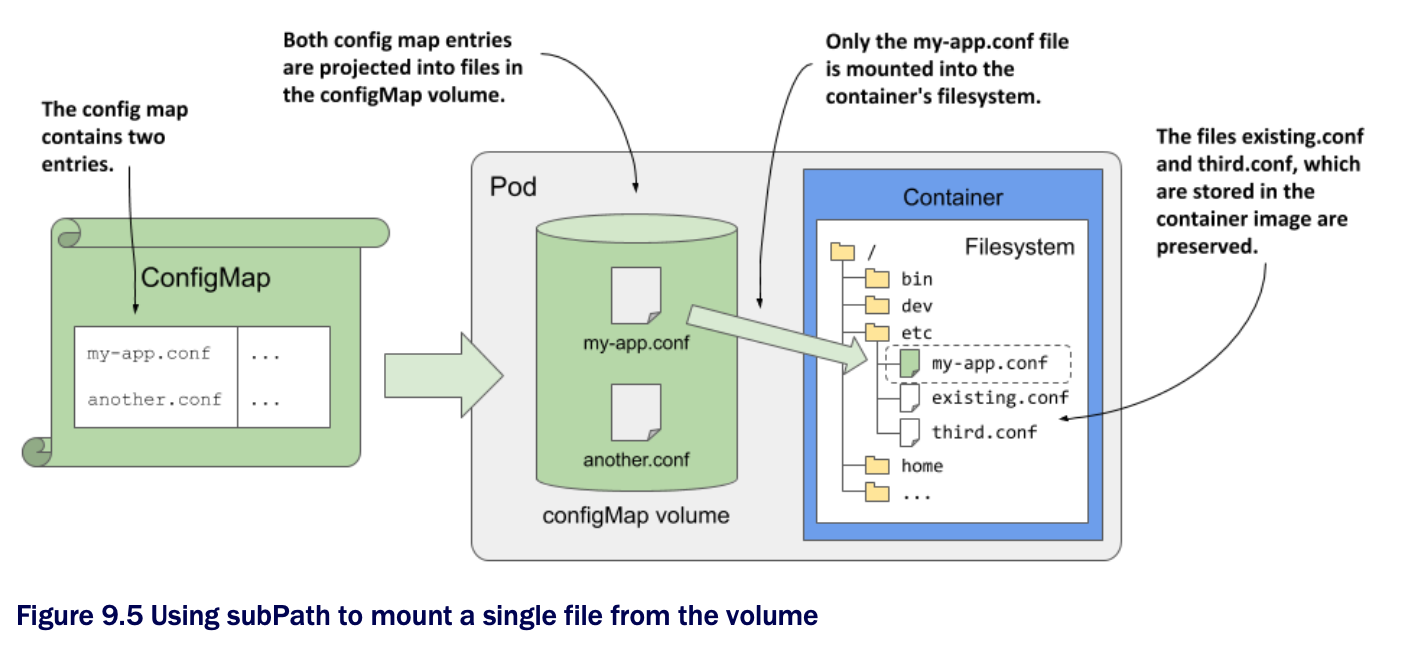 Both config map entries
are projected into files in
the configMap volume.
Only the my-app.conf file
is mounted into the
container's filesystem.
The config map
contains two
entries.
The files existing.conf
and third.conf, which
are stored in the
container image are
preserved.
ConfigMap
my-app.conf ...
another.conf ...
Pod
my-app.conf
another.conf
configMap volume
Container
Filesystem
/
bin
dev
etc
my-app.conf
existing.conf
third.conf
home
...
Figure 9.5 Using subPath to mount a single file from the volume